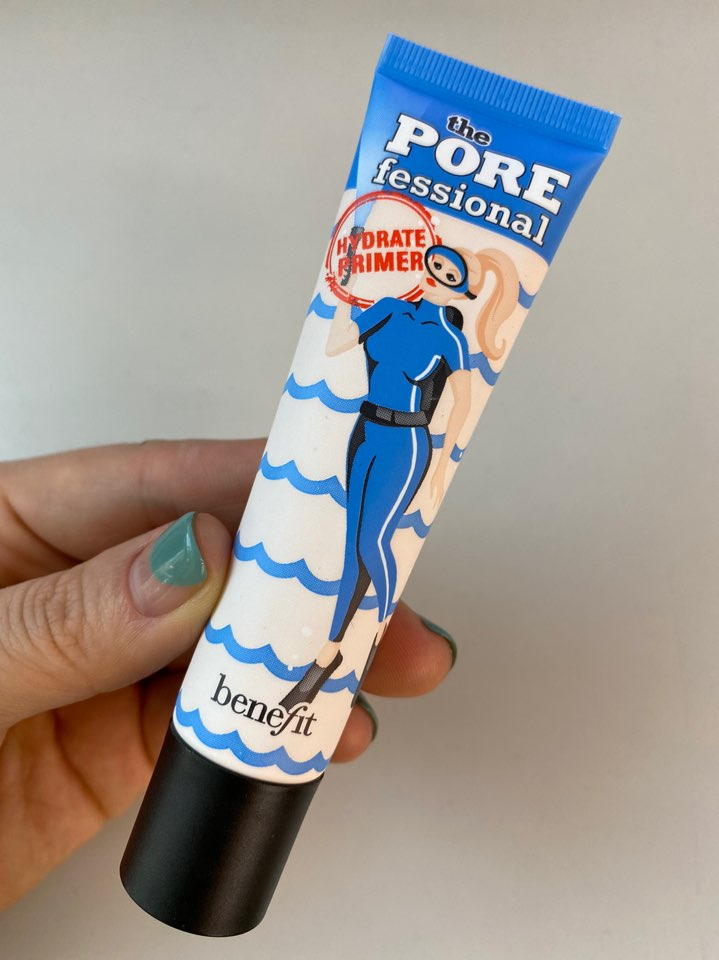 the
PORE
fessional
HYDRATE
PRIMER
benefit